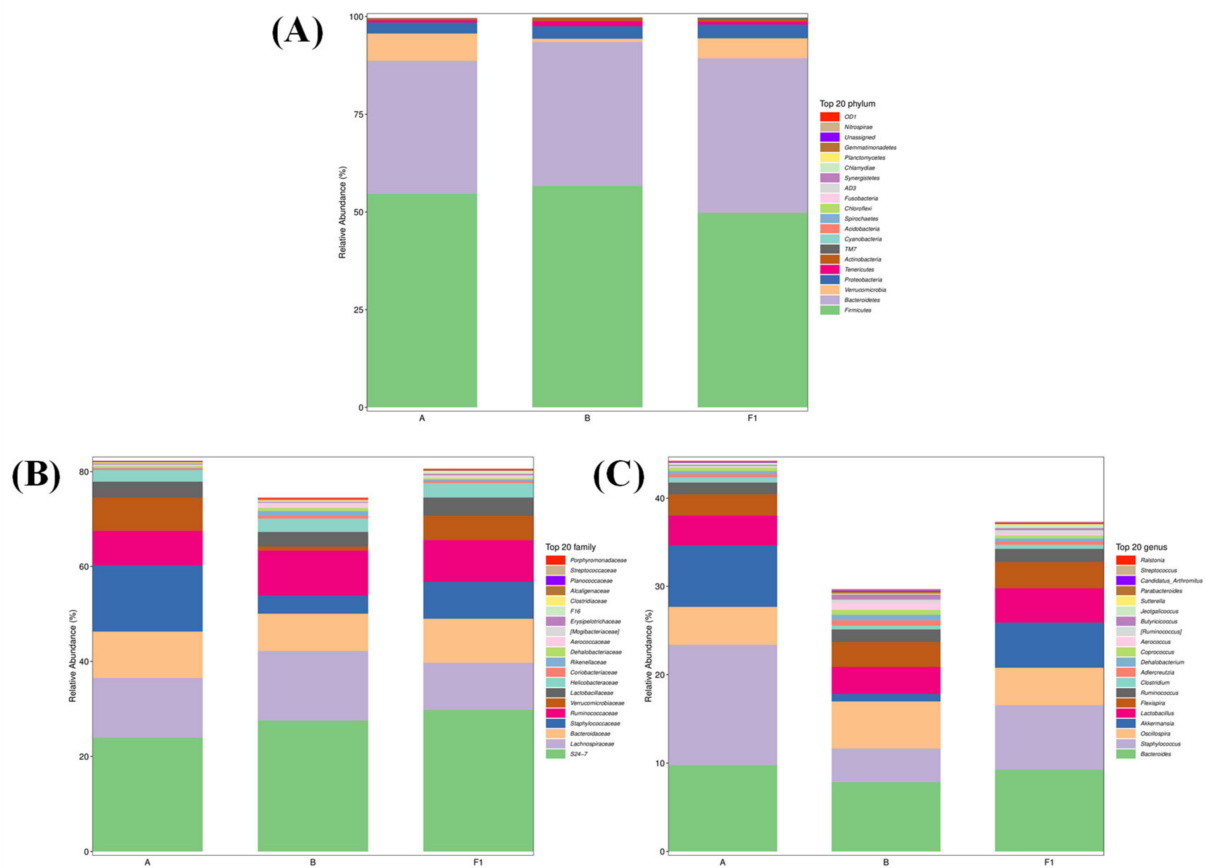 (A)
100
75
50
25
0
Relative Abundance (%)
A B F1
Top 20 phylum
OD1
Nitrospirae
Unassigned
Gemmatimonadetes
Planctomycetes
Chlamydiae
Synergistetes
AD3
Fusobacteria
Chloroflexi
Spirochaetes
Acidobacteria
Cyanobacteria
TM7
Actinobacteria
Tenericutes
Proteobacteria
Verrucomicrobia
Bacteroidetes
Firmicutes
(B)
80
60
40
20
0
Relative Abundance (%)
A B F1
Top 20 family
Porphyromonadaceae
Streptococcaceae
Planococcaceae
Alcaligenaceae
Clostridiaceae
F16
Erysipelotrichaceae
[Mogibacteriaceae]
Aerococcaceae
Dehalobacteriaceae
Rikenellaceae
Coriobacteriaceae
Helicobacteraceae
Lactobacillaceae
Verrucomicrobiaceae
Ruminococcaceae
Staphylococcaceae
Bacteroidaceae
Lachnospiraceae
S24-7
(C)
40
30
20
10
0
Relative Abundance (%)
A B F1
Top 20 genus
Ralstonia
Streptococcus
Candidatus_Arthromitus
Parabacteroides
Sutterella
Jeotgalicoccus
Butyricicoccus
[Ruminococcus]
Aerococcus
Coprococcus
Dehalobacterium
Adlercreutzia
Clostridium
Ruminococcus
Flexispira
Lactobacillus
Akkermansia
Oscillospira
Staphylococcus
Bacteroides